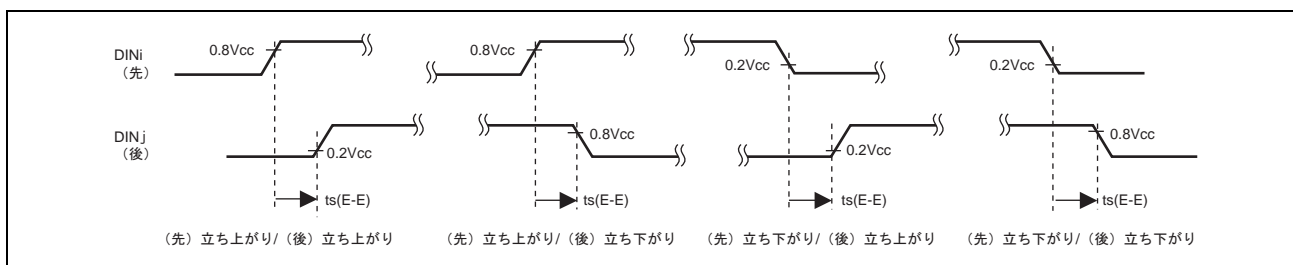 DINi
(先)
0.8Vcc
0.8Vcc
0.2Vcc
0.2Vcc
DINj
(後)
0.2Vcc
0.8Vcc
0.2Vcc
0.8Vcc
ts(E-E)
ts(E-E)
ts(E-E)
ts(E-E)
(先)立ち上がり/(後)立ち上がり
(先)立ち上がり/(後)立ち下がり
(先)立ち下がり/(後)立ち上がり
(先)立ち下がり/(後)立ち下がり